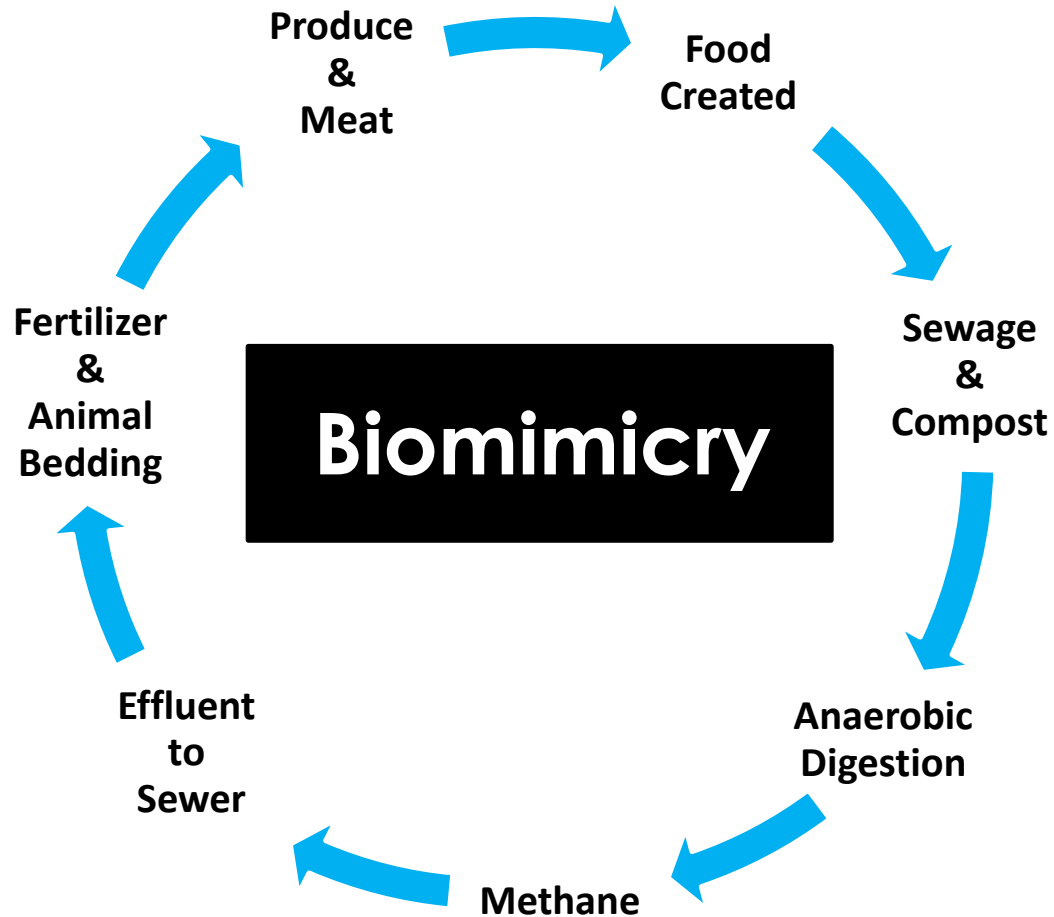 Produce
&
Meat
Food
Created
Sewage
&
Compost
Anaerobic
Digestion
Methane
Effluent
to
Sewer
Fertilizer
&
Animal
Bedding
Biomimicry